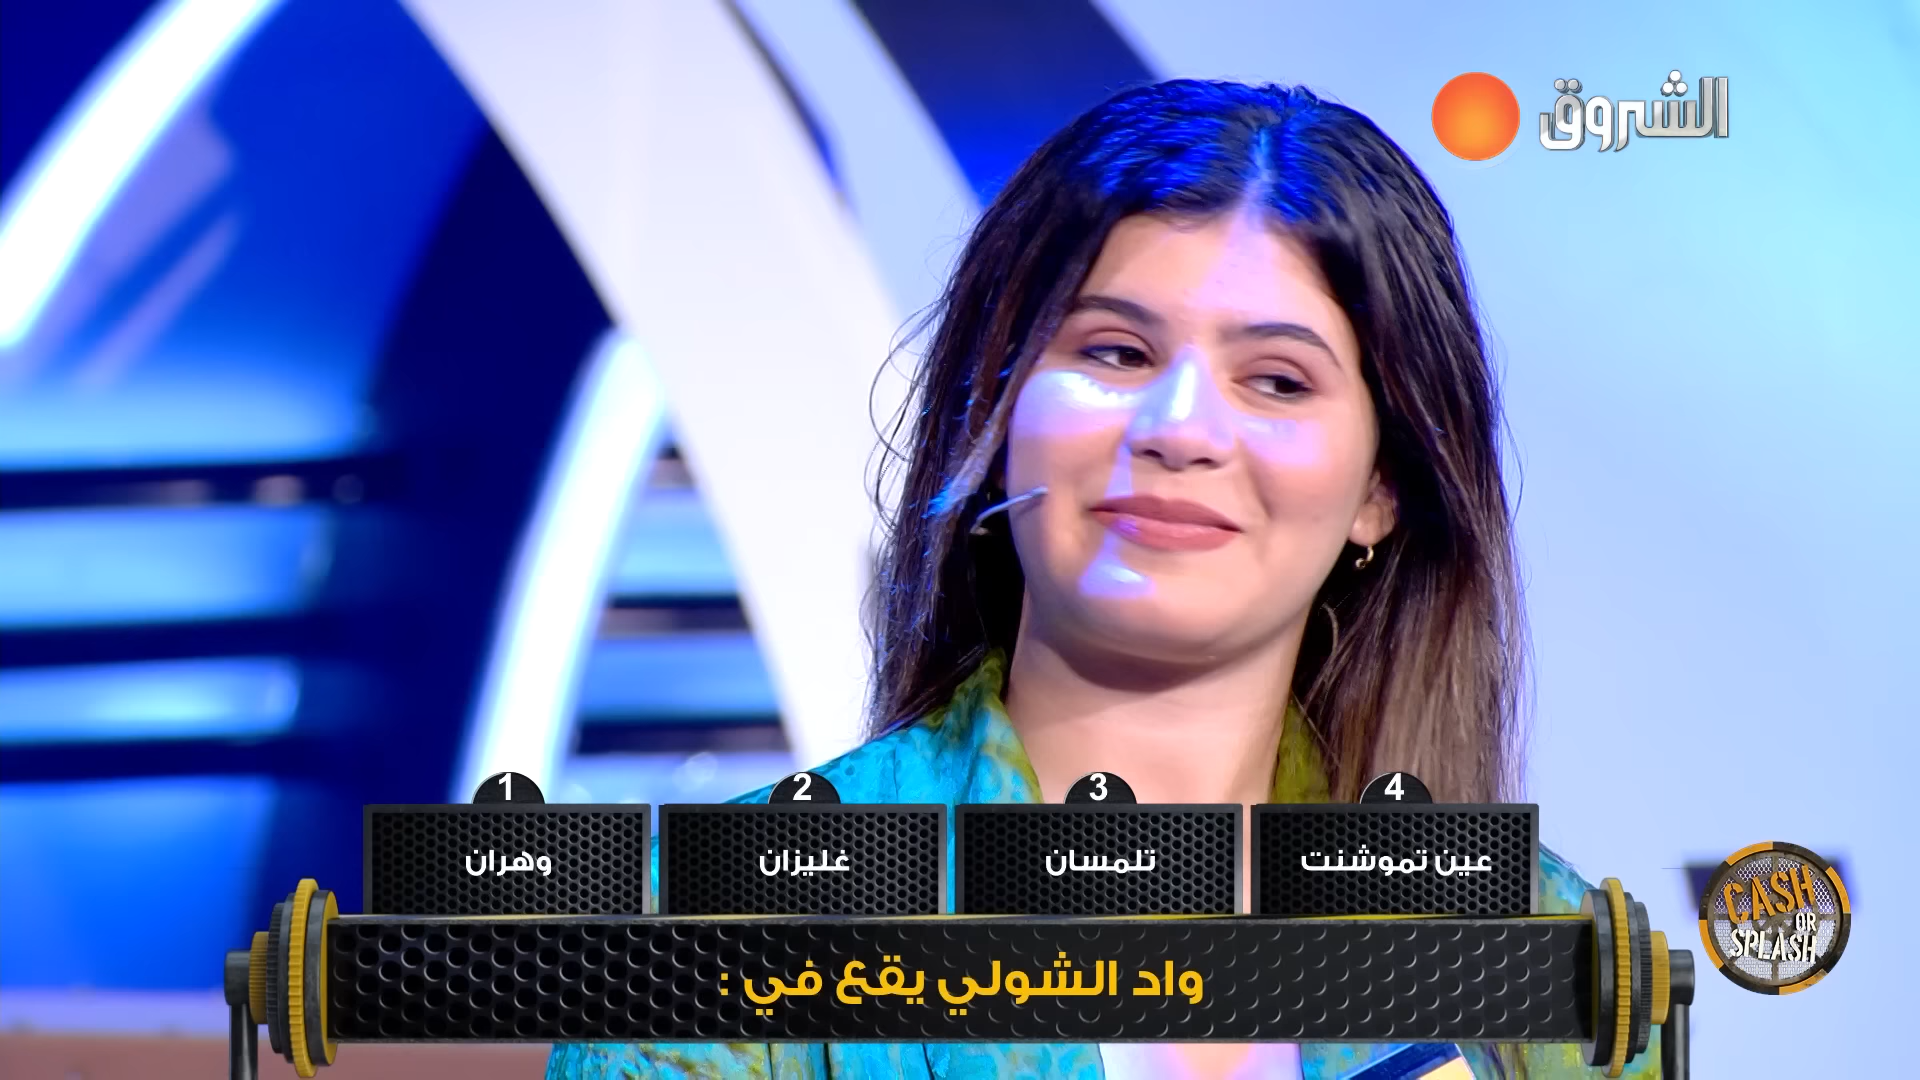 الشروق
1
2
3
4
وهران
غليزان
تلمسان
عين تموشنت
CASH
OR
SPLASH
واد الشولي يقع في :